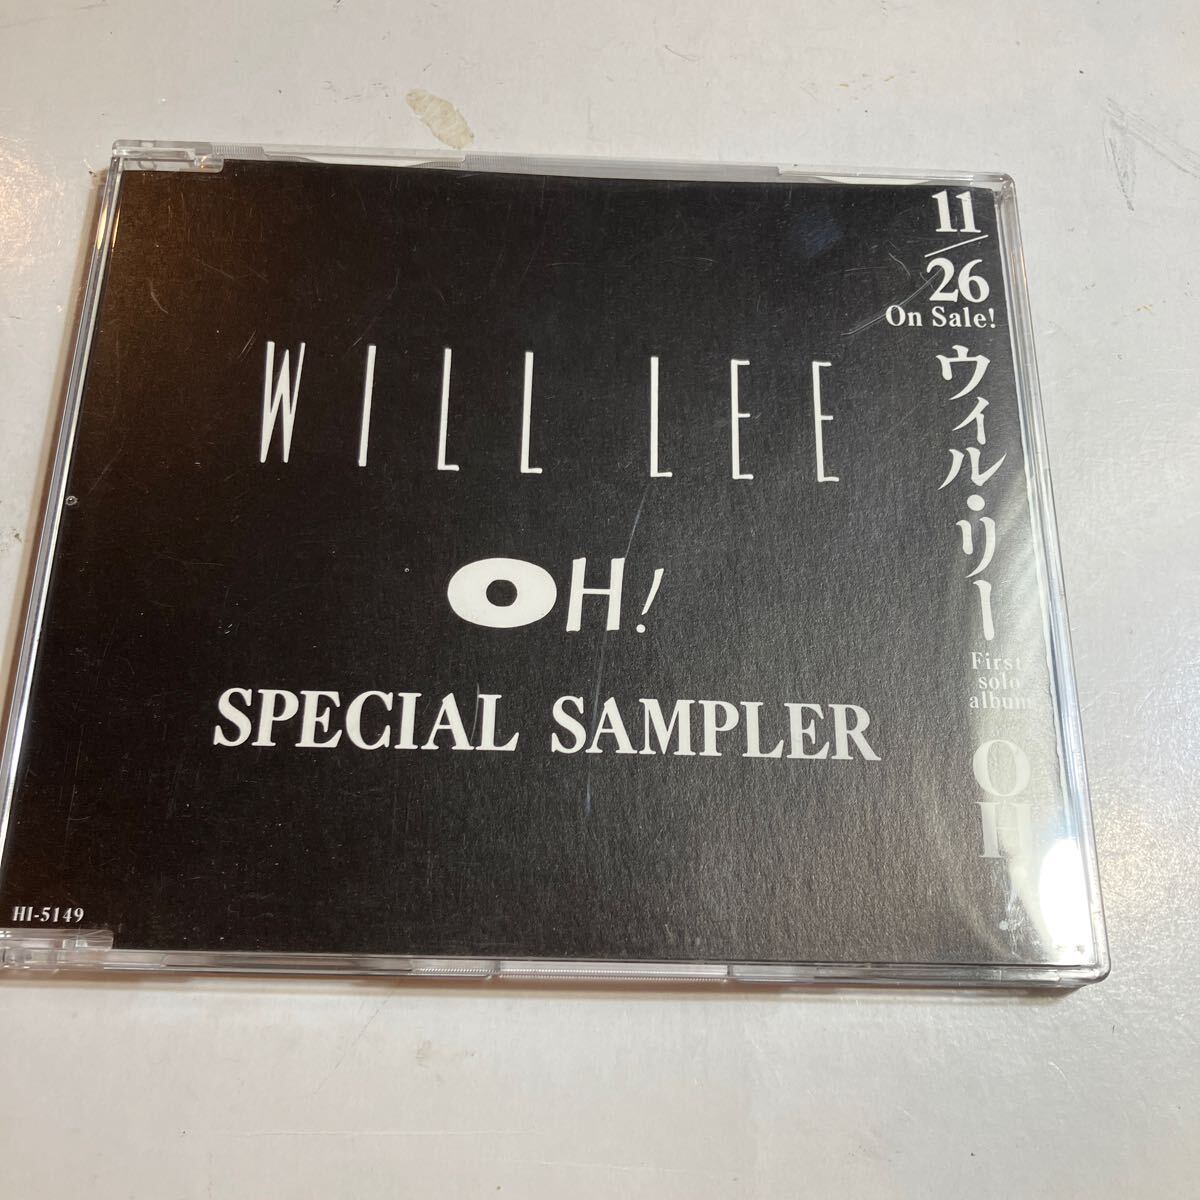 WILL LEE
OH!
SPECIAL SAMPLER
11/26
On Sale!
ウィル・リー
First
solo
album
OH!
HI-5149